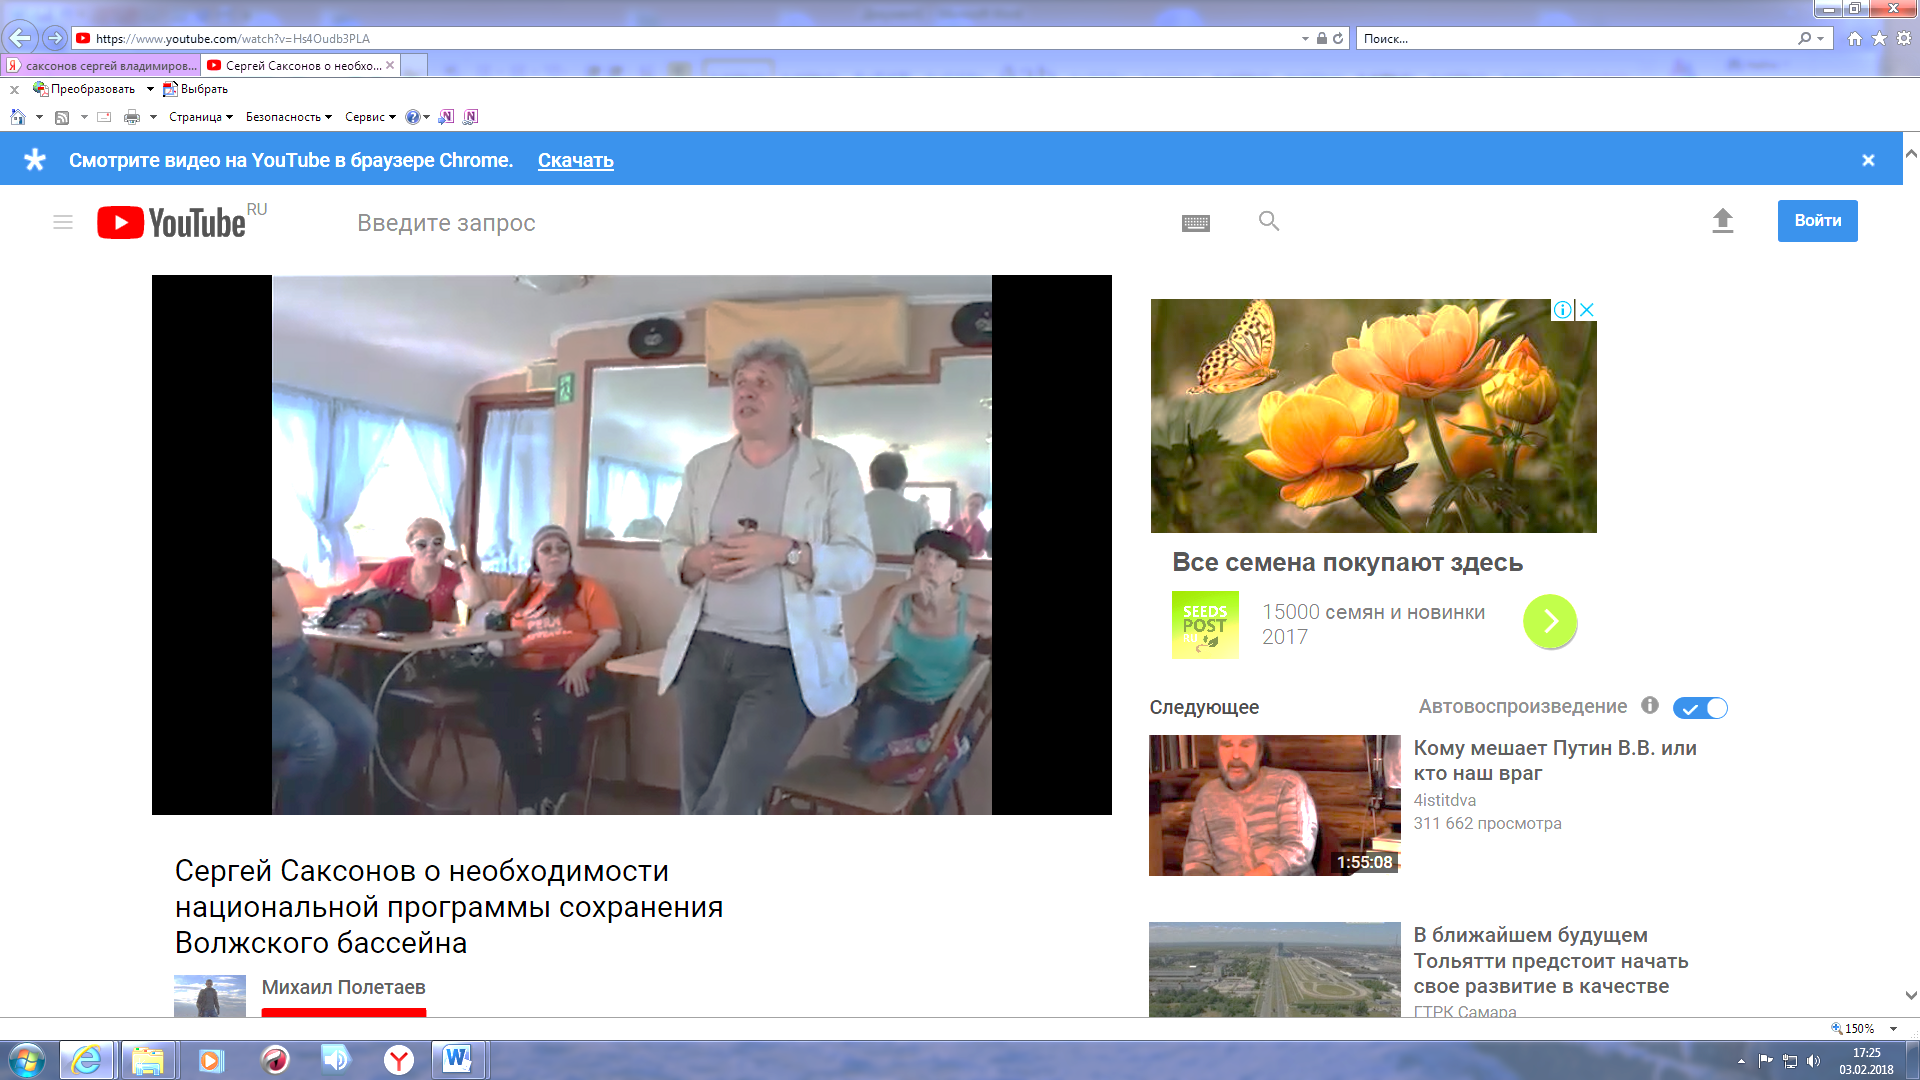 https://www.youtube.com/watch?v=Hs4Oudb3PLA
Поиск...
саксонов сергей владимиров...
Сергей Саксонов о необхо...
Преобразовать
Выбрать
Страница
Безопасность
Сервис
Смотрите видео на YouTube в браузере Chrome. Скачать
YouTube RU
Введите запрос
Войти
Все семена покупают здесь
SEEDS
POST
RU
15000 семян и новинки
2017
Следующее
Автовоспроизведение
1:55:08
Кому мешает Путин В.В. или
кто наш враг
4istitdva
311 662 просмотра
Сергей Саксонов о необходимости
национальной программы сохранения
Волжского бассейна
Михаил Полетаев
В ближайшем будущем
Тольятти предстоит начать
свое развитие в качестве
ГТРК Самара
150%
17:25
03.02.2018